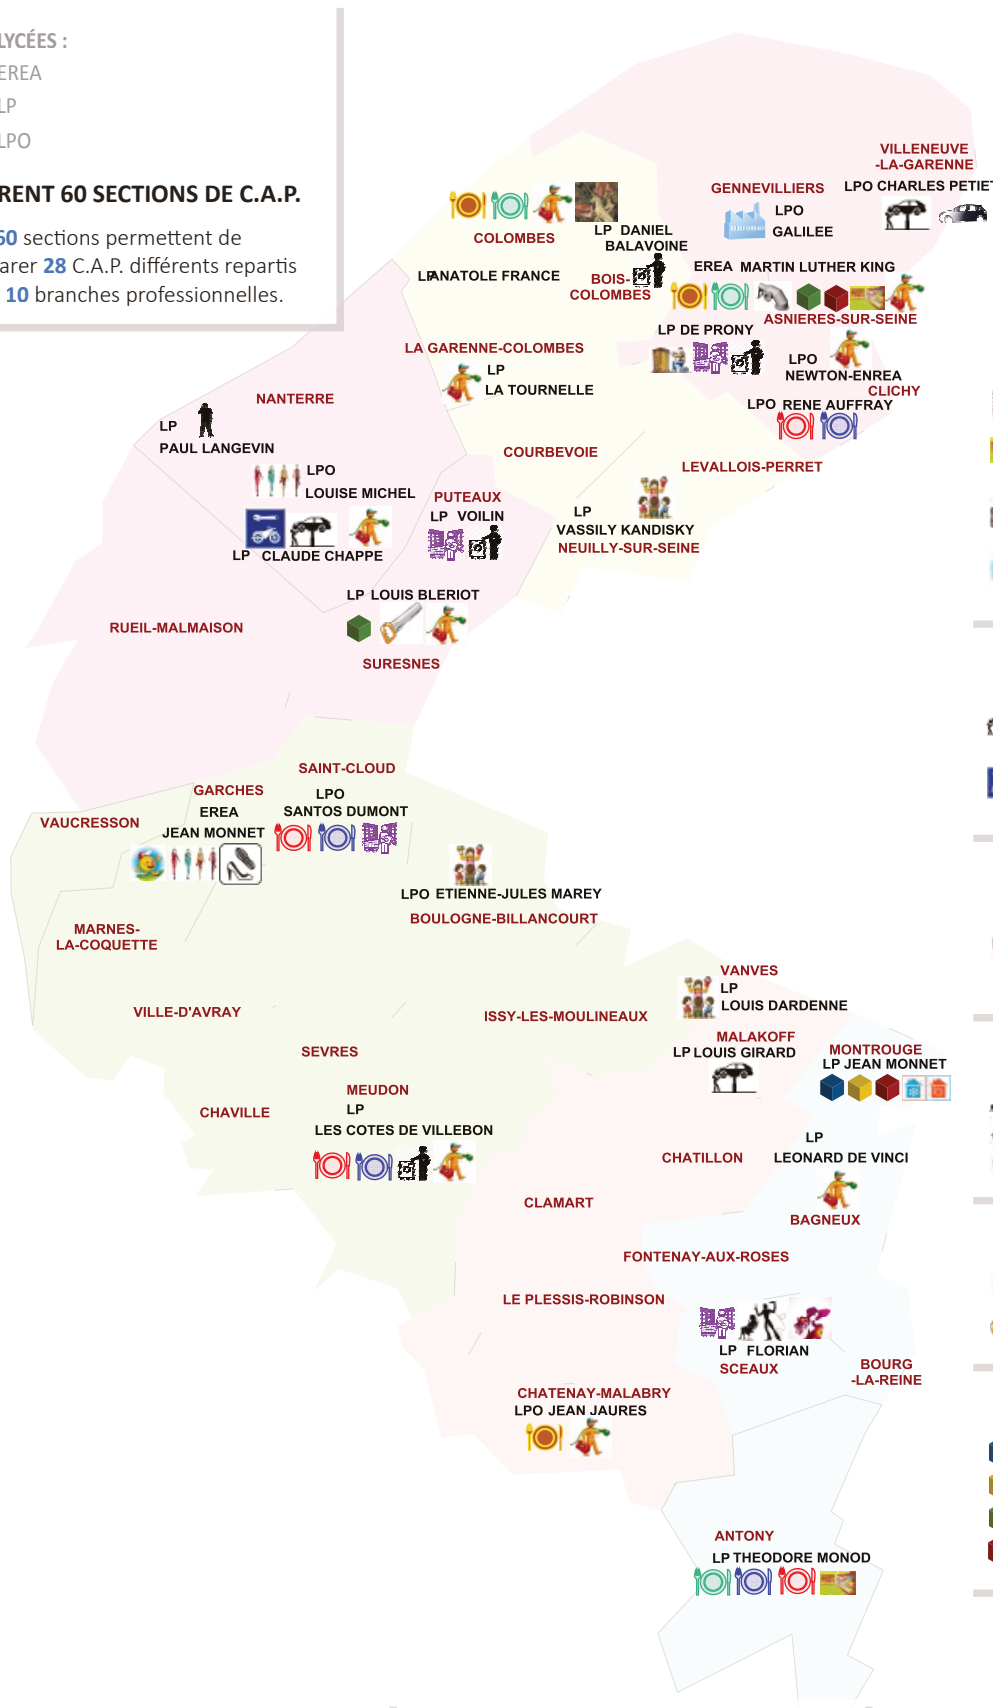 LYCÉES :
EREA
LP
LPO
RENT 60 SECTIONS DE C.A.P.
60 sections permettent de
arer 28 C.A.P. différents repartis
10 branches professionnelles.
VILLENEUVE
-LA-GARENNE
LPO CHARLES PETIET
GENNEVILLIERS
LPO
GALILEE
COLOMBES
LP DANIEL
BALAVOINE
LP ANATOLE FRANCE
BOIS-
COLOMBES
EREA MARTIN LUTHER KING
ASNIERES-SUR-SEINE
LP DE PRONY
LA GARENNE-COLOMBES
LP
LA TOURNELLE
LPO
NEWTON-ENREA
CLICHY
LPO RENE AUFFRAY
NANTERRE
LP
PAUL LANGEVIN
COURBEVOIE
LEVALLOIS-PERRET
LPO
LOUISE MICHEL
PUTEAUX
LP VOILIN
LP
VASSILY KANDISKY
NEUILLY-SUR-SEINE
LP CLAUDE CHAPPE
LP LOUIS BLERIOT
RUEIL-MALMAISON
SURESNES
SAINT-CLOUD
GARCHES
LPO
SANTOS DUMONT
EREA
JEAN MONNET
VAUCRESSON
LPO ETIENNE-JULES MAREY
BOULOGNE-BILLANCOURT
MARNES-
LA-COQUETTE
VANVES
LP
LOUIS DARDENNE
VILLE-D'AVRAY
ISSY-LES-MOULINEAUX
MALAKOFF
LP LOUIS GIRARD
MONTROUGE
LP JEAN MONNET
SEVRES
MEUDON
LP
LES COTES DE VILLEBON
CHAVILLE
LP
LEONARD DE VINCI
BAGNEUX
CHATILLON
CLAMART
FONTENAY-AUX-ROSES
LE PLESSIS-ROBINSON
LP FLORIAN
SCEAUX
BOURG
-LA-REINE
CHATENAY-MALABRY
LPO JEAN JAURES
ANTONY
LP THEODORE MONOD